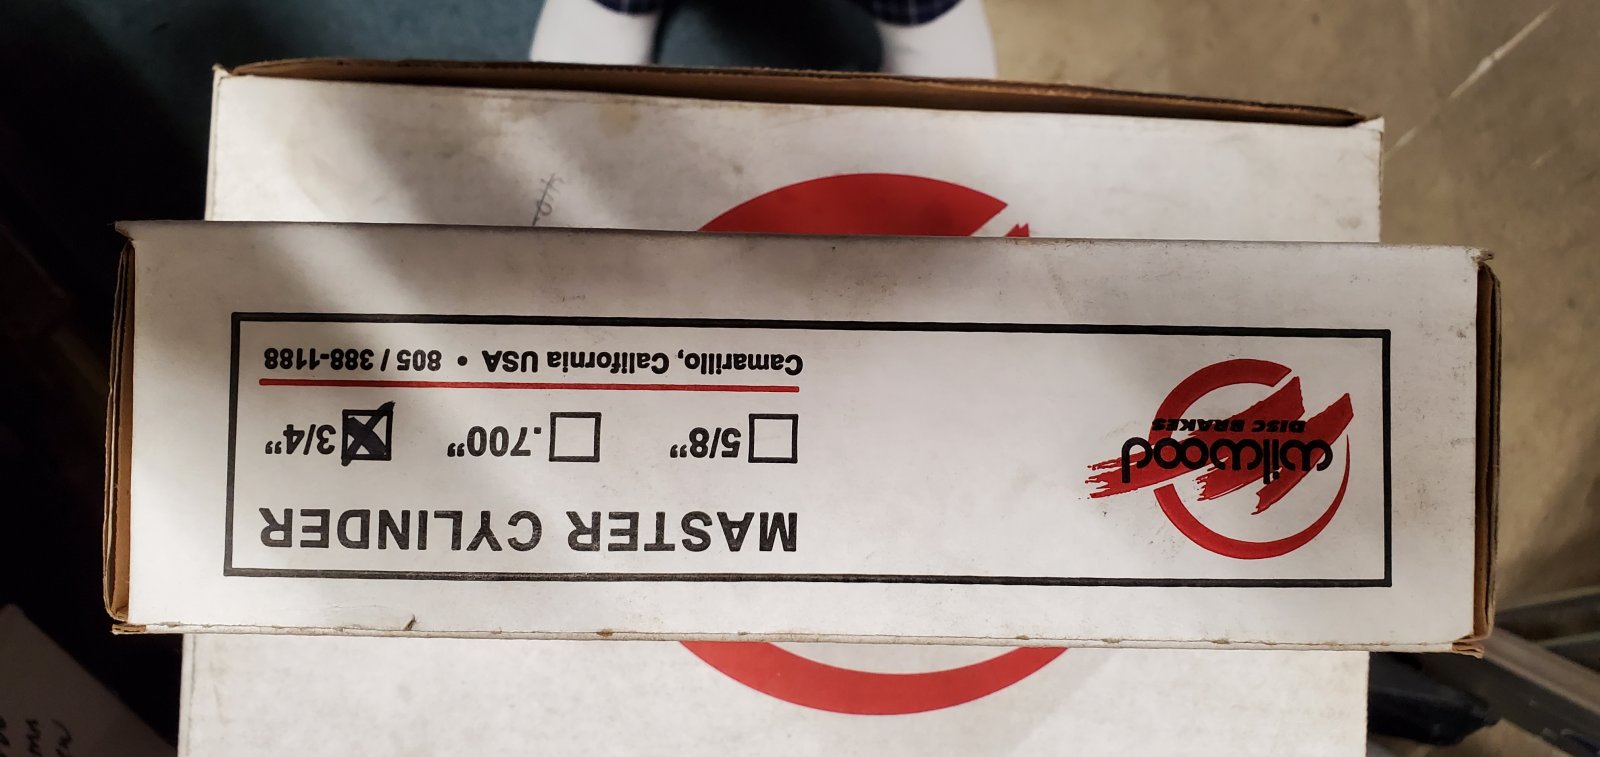 wilwood
DISC BRAKES
MASTER CYLINDER
5/8” .700” 3/4”
Camarillo, California USA • 805 / 388-1188